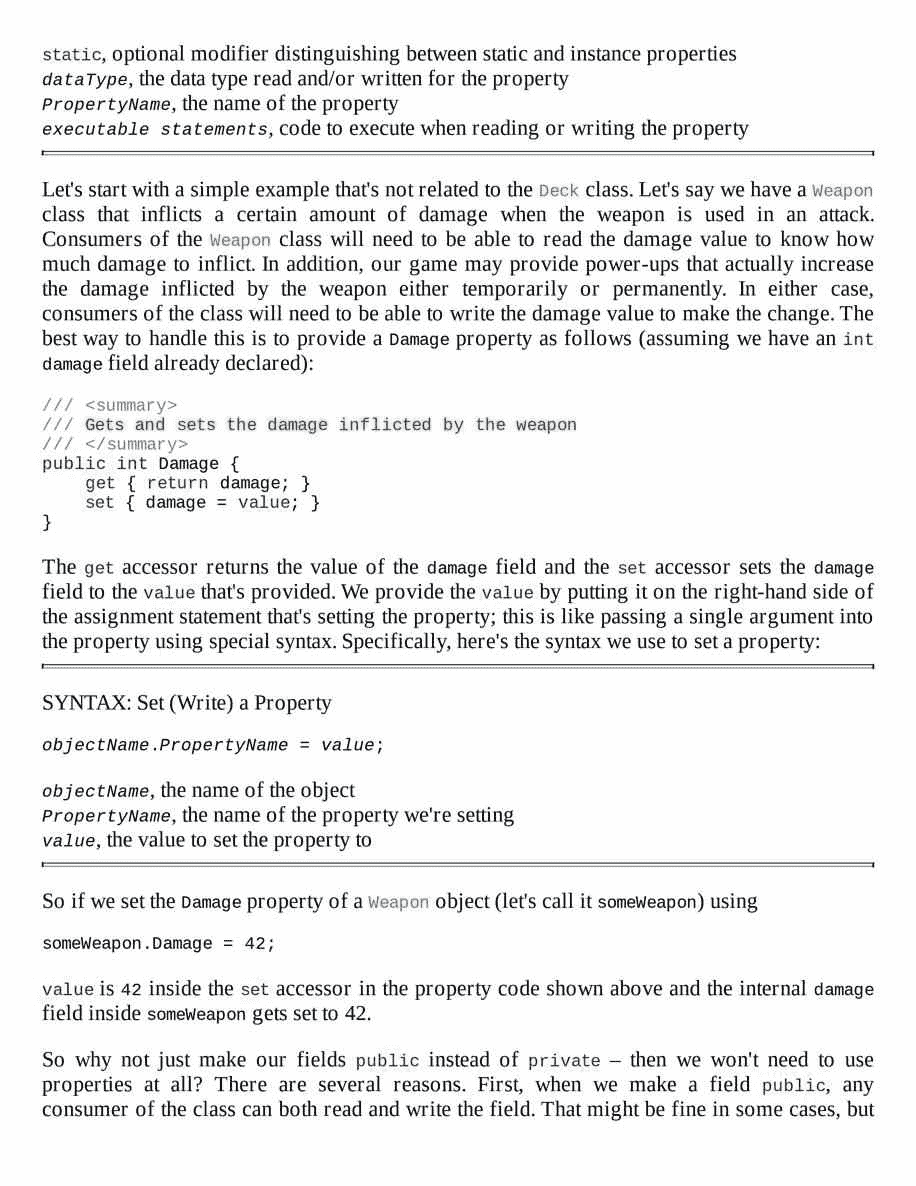 static, optional modifier distinguishing between static and instance properties
dataType, the data type read and/or written for the property
PropertyName, the name of the property
executable statements, code to execute when reading or writing the property
Let's start with a simple example that's not related to the Deck class. Let's say we have a Weapon
class that inflicts a certain amount of damage when the weapon is used in an attack.
Consumers of the Weapon class will need to be able to read the damage value to know how
much damage to inflict. In addition, our game may provide power-ups that actually increase
the damage inflicted by the weapon either temporarily or permanently. In either case,
consumers of the class will need to be able to write the damage value to make the change. The
best way to handle this is to provide a Damage property as follows (assuming we have an int
damage field already declared):
/// <summary>
/// Gets and sets the damage inflicted by the weapon
/// </summary>
public int Damage {
    get { return damage; }
    set { damage = value; }
}
The get accessor returns the value of the damage field and the set accessor sets the damage
field to the value that's provided. We provide the value by putting it on the right-hand side of
the assignment statement that's setting the property; this is like passing a single argument into
the property using special syntax. Specifically, here's the syntax we use to set a property:
SYNTAX: Set (Write) a Property
objectName.PropertyName = value;
objectName, the name of the object
PropertyName, the name of the property we're setting
value, the value to set the property to
So if we set the Damage property of a Weapon object (let's call it someWeapon) using
someWeapon.Damage = 42;
value is 42 inside the set accessor in the property code shown above and the internal damage
field inside someWeapon gets set to 42.
So why not just make our fields public instead of private – then we won't need to use
properties at all? There are several reasons. First, when we make a field public, any
consumer of the class can both read and write the field. That might be fine in some cases, but